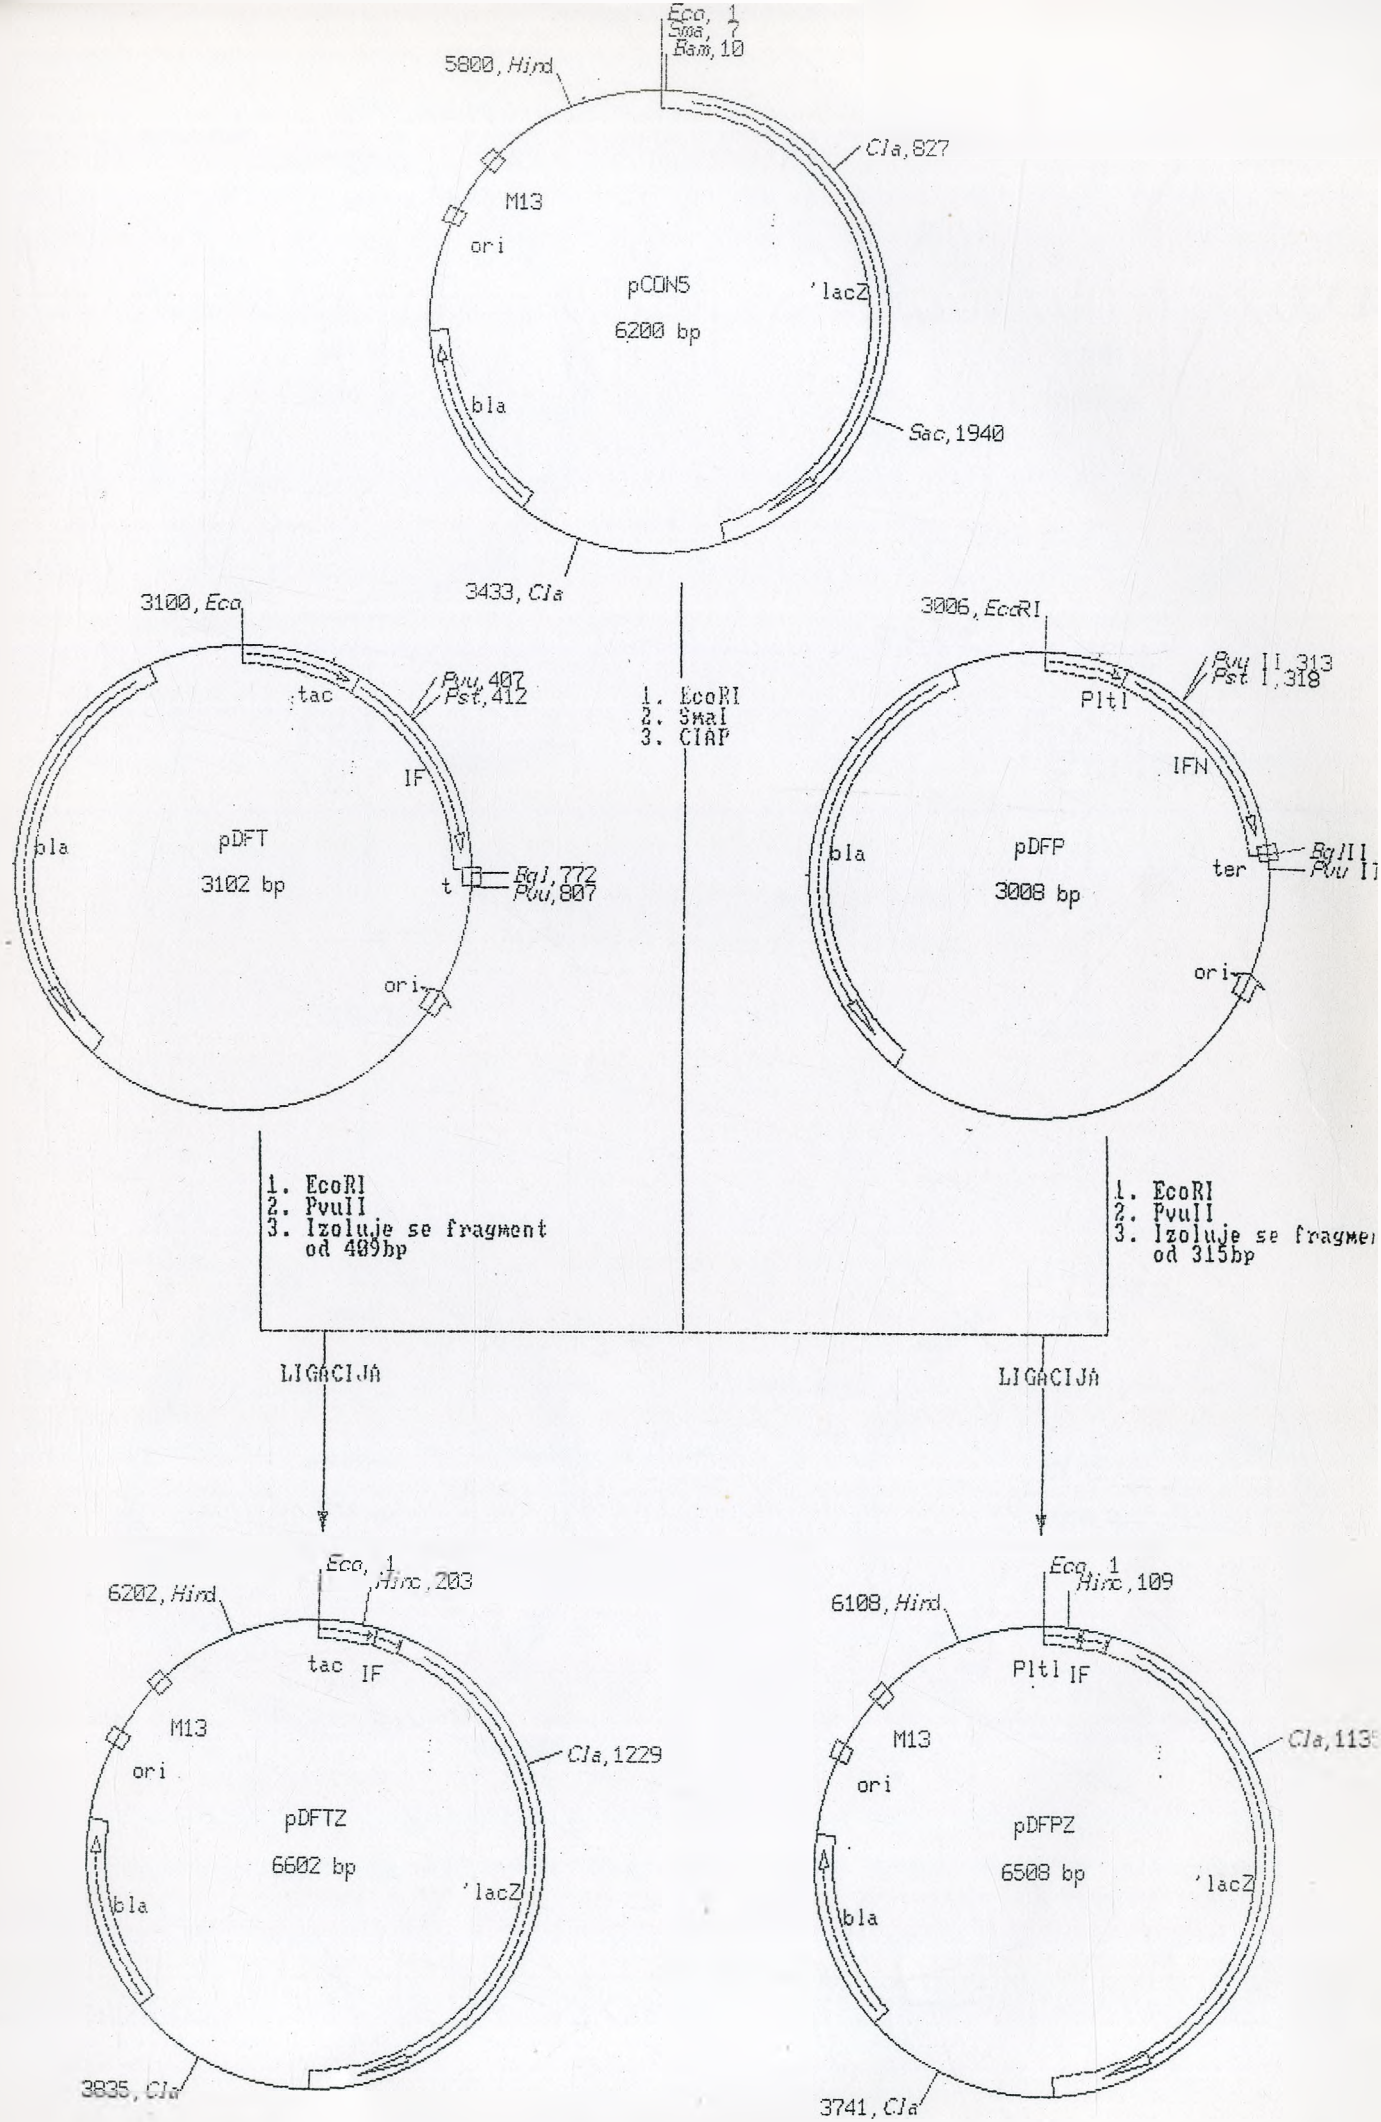 Eco, 1
Sma, 7
Bam, 10
5800, Hind
Cla, 827
M13
ori
pCON5
6200 bp
'lacZ
bla
Sac, 1940
3433, Cla
3100, Eco
Pvu, 407
Pst, 412
tac
IF
pDFT
3102 bp
bla
Bgl, 772
t
Pvu, 807
ori
1. EcoRI
2. SmaI
3. CIAP
3006, EcoRI
Pvu II, 313
Pst I, 318
Pltl
IFN
pDFP
3008 bp
bla
BglII
ter
Pvu II
ori
1. EcoRI
2. PvuII
3. Izoluje se fragment
od 409bp
1. EcoRI
2. PvuII
3. Izoluje se fragme
od 315bp
LIGACIJA
LIGACIJA
Eco, 1
Hinc, 203
6202, Hind
tac IF
M13
ori
Cla, 1229
pDFTZ
6602 bp
'lacZ
bla
3835, Cla
Eco, 1
Hinc, 109
6108, Hind
Pltl IF
M13
ori
Cla, 1135
pDFPZ
6508 bp
'lacZ
bla
3741, Cla